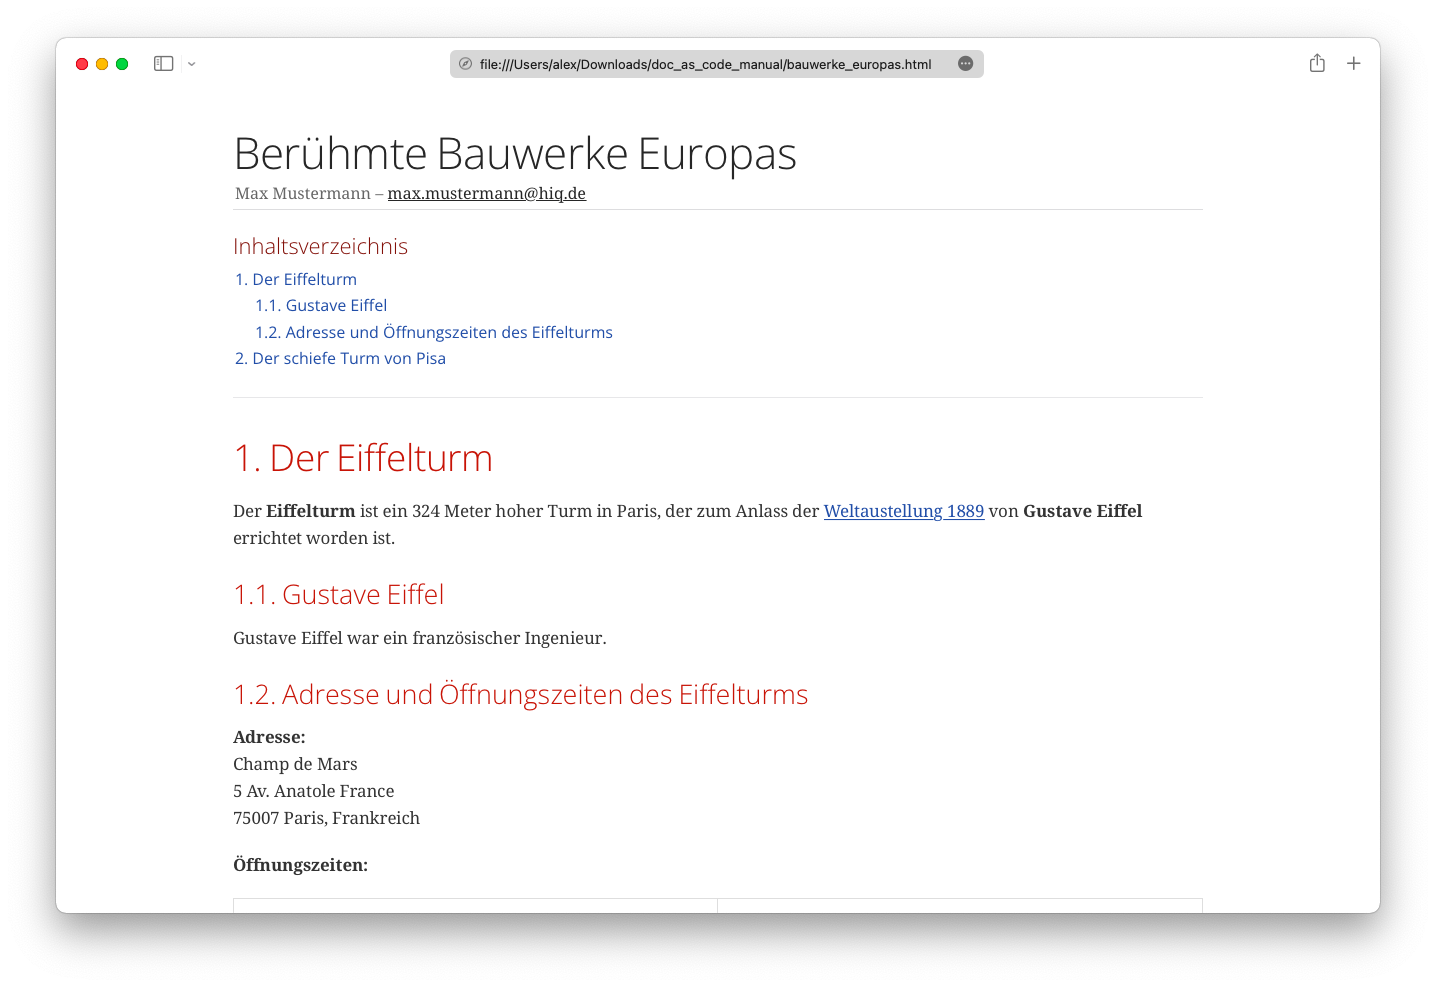 file:///Users/alex/Downloads/doc_as_code_manual/bauwerke_europas.html
Berühmte Bauwerke Europas
Max Mustermann – max.mustermann@hiq.de
Inhaltsverzeichnis
1. Der Eiffelturm
1.1. Gustave Eiffel
1.2. Adresse und Öffnungszeiten des Eiffelturms
2. Der schiefe Turm von Pisa
1. Der Eiffelturm
Der Eiffelturm ist ein 324 Meter hoher Turm in Paris, der zum Anlass der Weltaustellung 1889 von Gustave Eiffel
errichtet worden ist.
1.1. Gustave Eiffel
Gustave Eiffel war ein französischer Ingenieur.
1.2. Adresse und Öffnungszeiten des Eiffelturms
Adresse:
Champ de Mars
5 Av. Anatole France
75007 Paris, Frankreich
Öffnungszeiten: